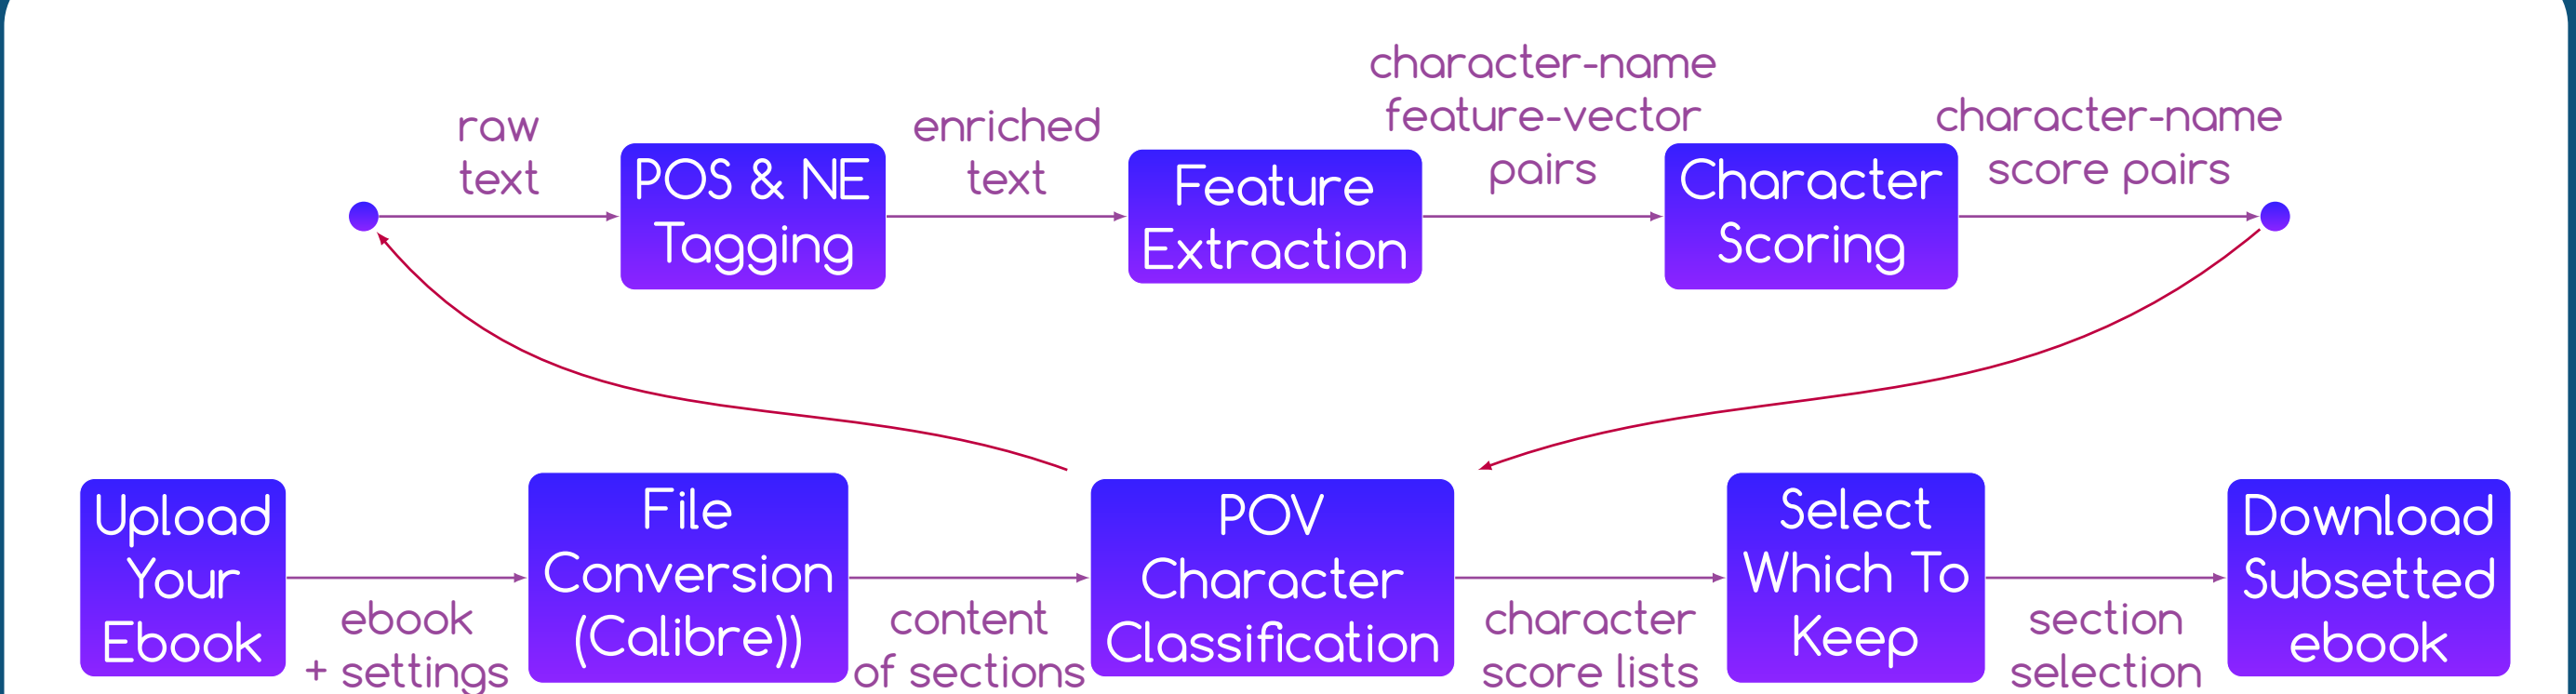 raw
text
POS & NE
Tagging
enriched
text
Feature
Extraction
character-name
feature-vector
pairs
Character
Scoring
character-name
score pairs
Upload
Your
Ebook
ebook
+ settings
File
Conversion
(Calibre))
content
of sections
POV
Character
Classification
character
score lists
Select
Which To
Keep
section
selection
Download
Subsetted
ebook